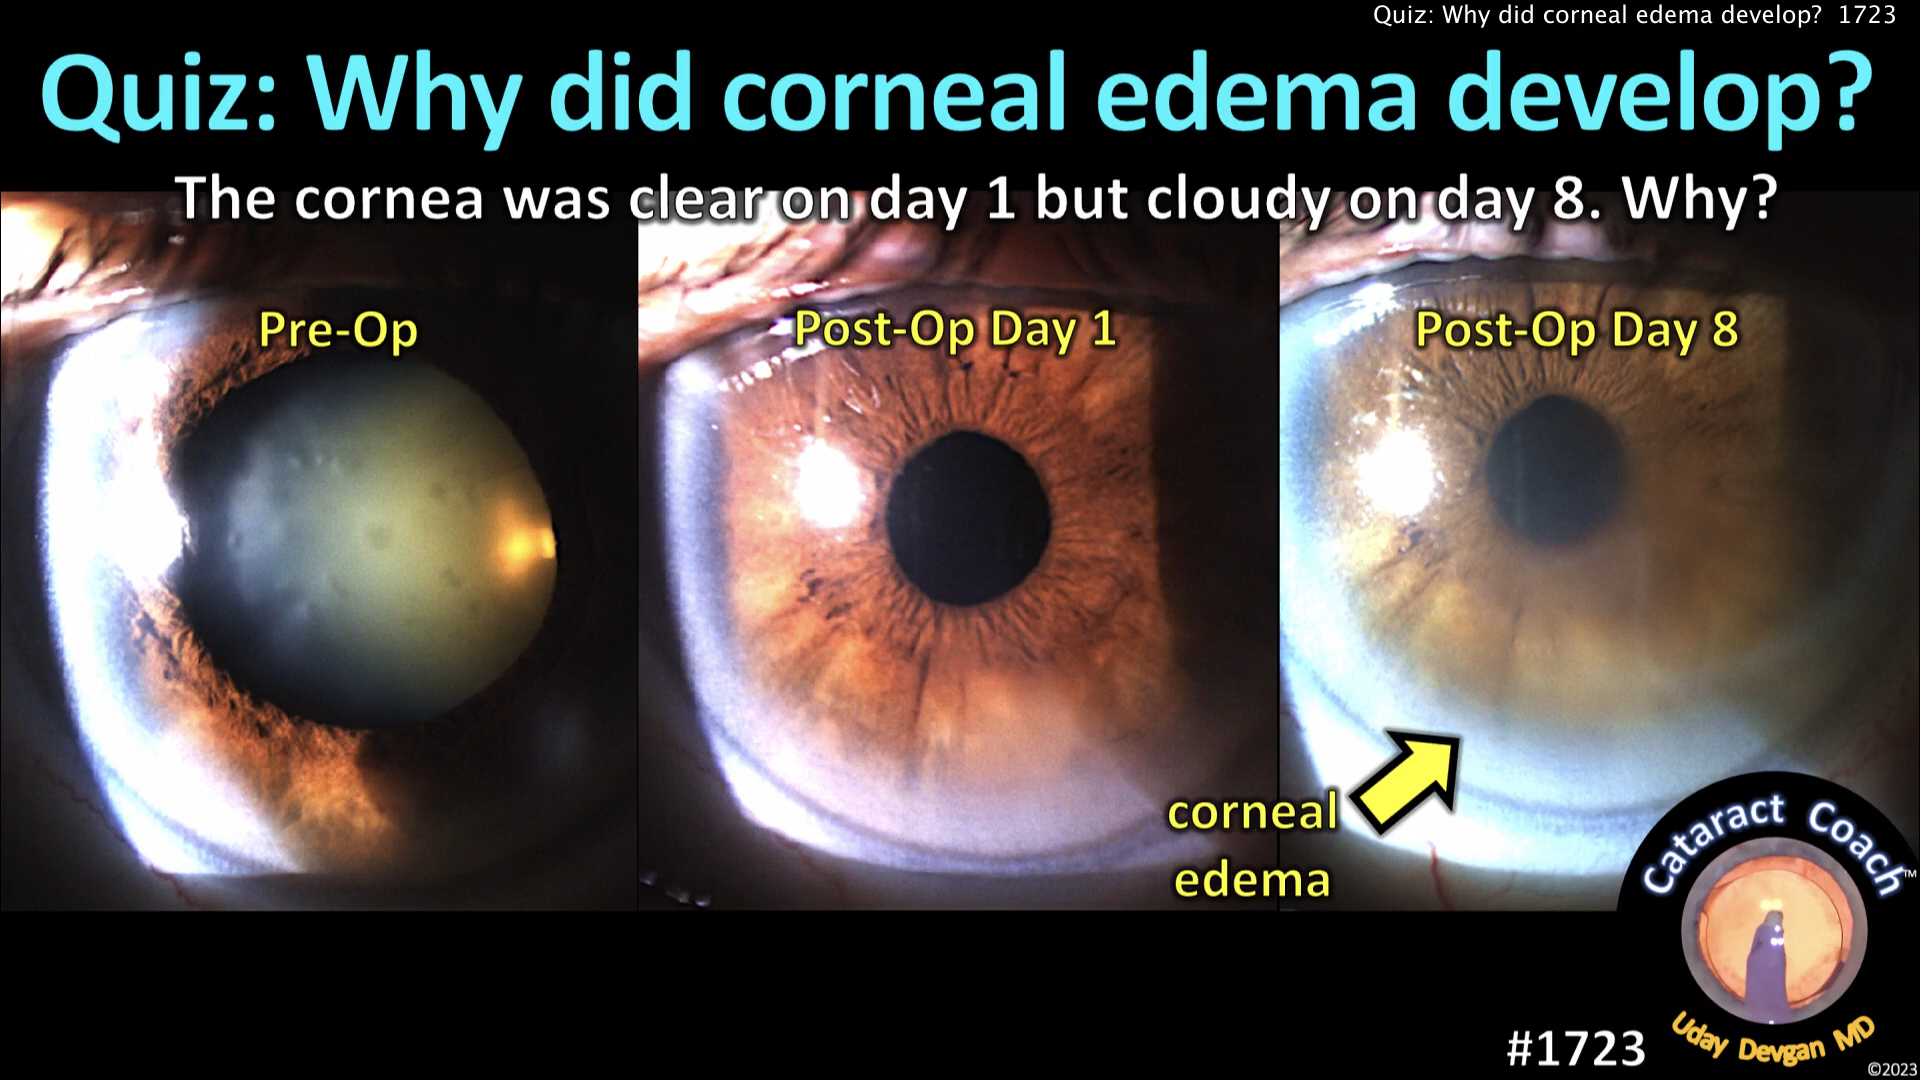 Quiz: Why did corneal edema develop?  1723
Quiz: Why did corneal edema develop?
The cornea was clear on day 1 but cloudy on day 8. Why?
Pre-Op
Post-Op Day 1
Post-Op Day 8
corneal
edema
Cataract Coach™
Uday Devgan MD
#1723
©2023